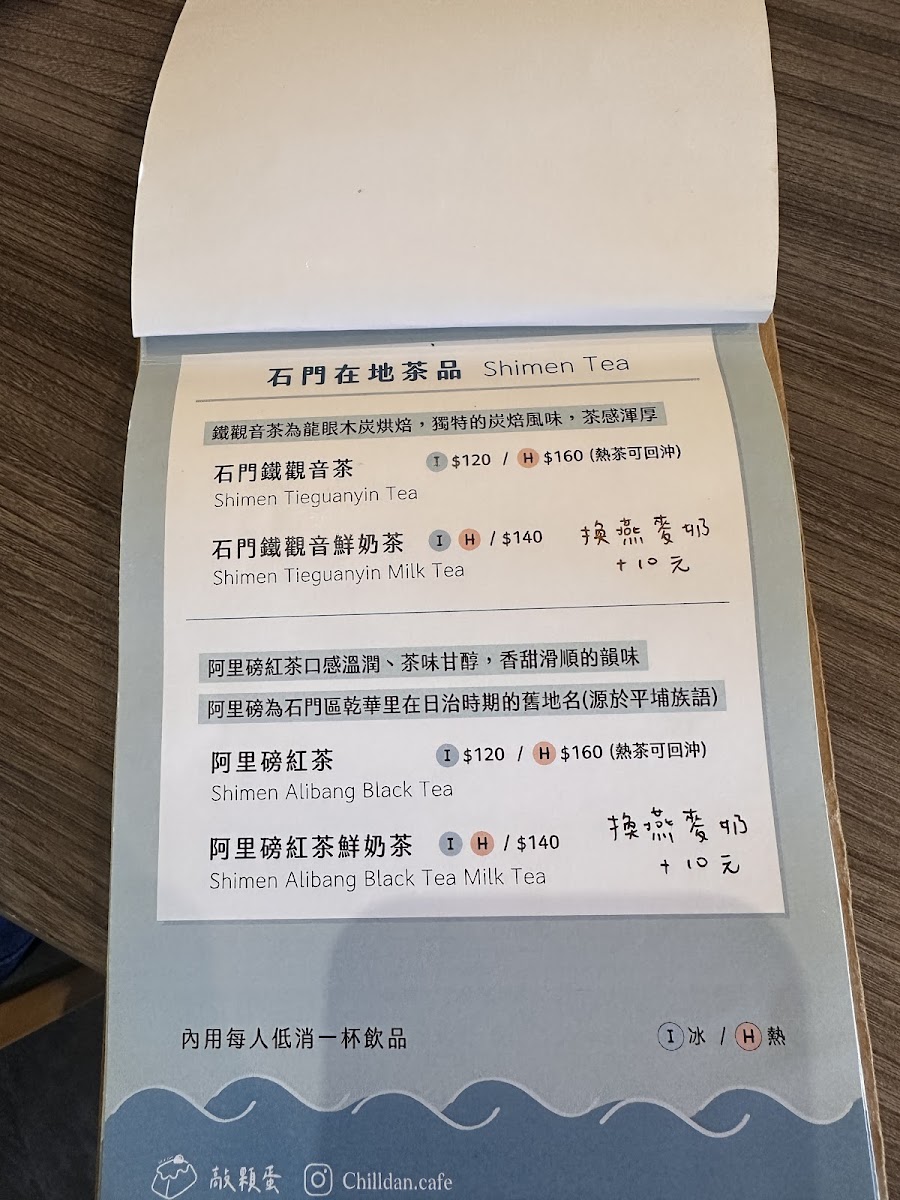 石門在地茶品 Shimen Tea
鐵觀音茶為龍眼木炭烘焙，獨特的炭焙風味，茶感渾厚
石門鐵觀音茶 I $120 / H $160 (熱茶可回沖)
Shimen Tieguanyin Tea
石門鐵觀音鮮奶茶 I H / $140 換燕麥奶
Shimen Tieguanyin Milk Tea +10元
阿里磅紅茶口感溫潤、茶味甘醇，香甜滑順的韻味
阿里磅為石門區乾華里在日治時期的舊地名(源於平埔族語)
阿里磅紅茶 I $120 / H $160 (熱茶可回沖)
Shimen Alibang Black Tea
阿里磅紅茶鮮奶茶 I H / $140 換燕麥奶
Shimen Alibang Black Tea Milk Tea +10元
內用每人低消一杯飲品 I 冰 / H 熱
敲顆蛋 Chilldan.cafe